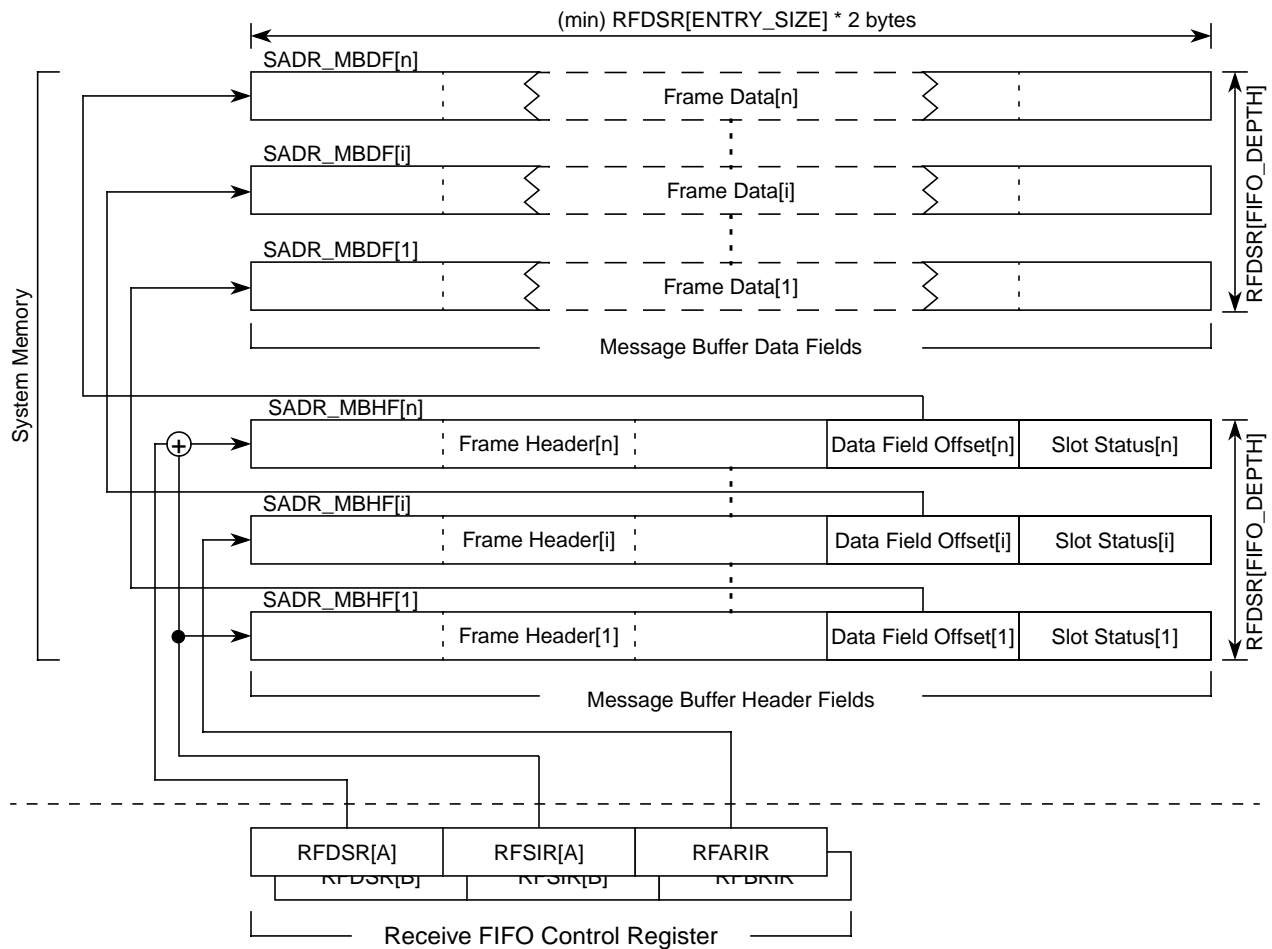 (min) RFDSR[ENTRY_SIZE] * 2 bytes
SADR_MBDF[n]
Frame Data[n]
SADR_MBDF[i]
Frame Data[i]
SADR_MBDF[1]
Frame Data[1]
RFDSR[FIFO_DEPTH]
Message Buffer Data Fields
System Memory
SADR_MBHF[n]
Frame Header[n] Data Field Offset[n] Slot Status[n]
SADR_MBHF[i]
Frame Header[i] Data Field Offset[i] Slot Status[i]
SADR_MBHF[1]
Frame Header[1] Data Field Offset[1] Slot Status[1]
RFDSR[FIFO_DEPTH]
Message Buffer Header Fields
RFDSR[A] RFSIR[A] RFARIR
RFDSR[B] RFSIR[B] RFBRIR
Receive FIFO Control Register